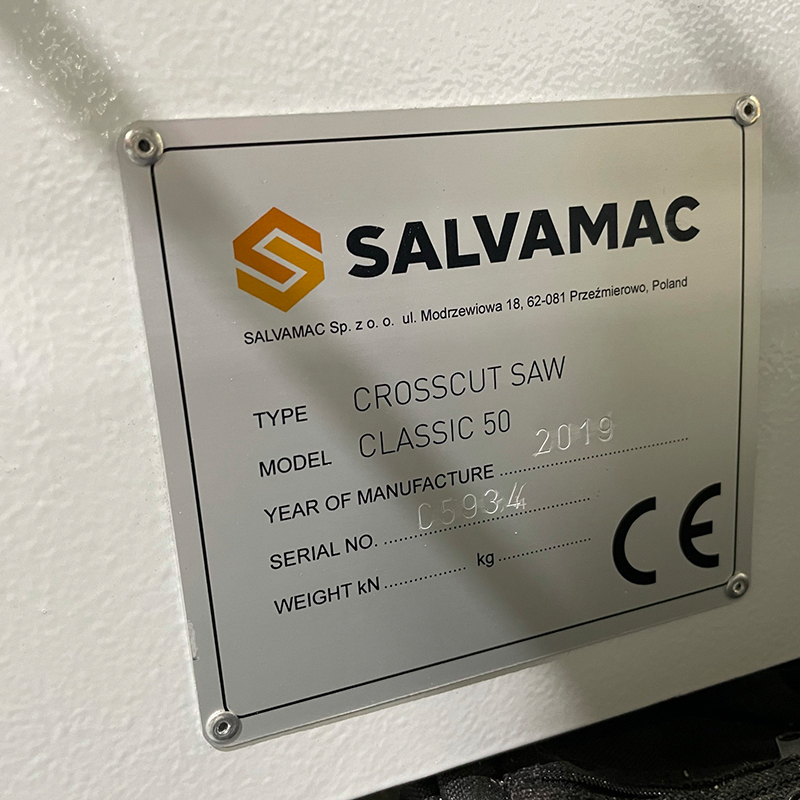 SALVAMAC
SALVAMAC Sp. z o. o. ul. Modrzewiowa 18, 62-081 Przeźmierowo, Poland
TYPE CROSSCUT SAW
MODEL CLASSIC 50
YEAR OF MANUFACTURE 2019
SERIAL NO. C5934
WEIGHT kN kg
CE